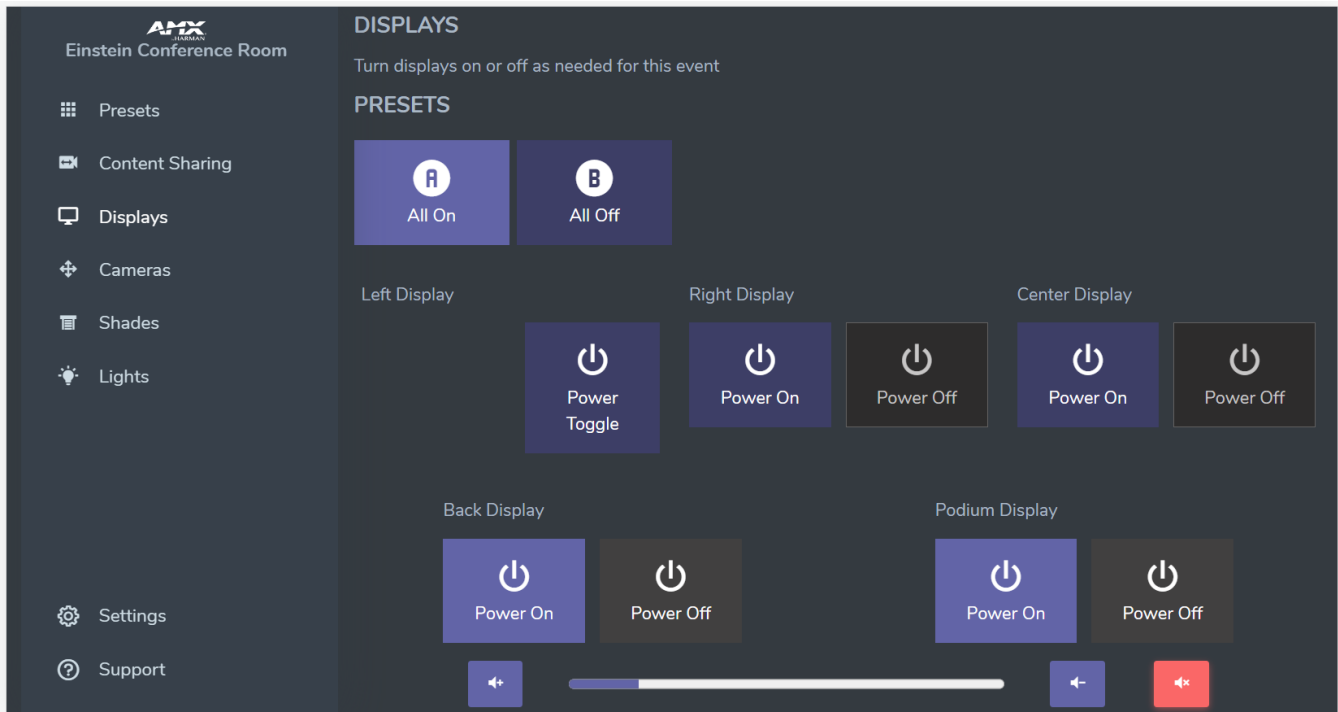 AMX
HARMAN
Einstein Conference Room
Presets
Content Sharing
Displays
Cameras
Shades
Lights
Settings
Support
DISPLAYS
Turn displays on or off as needed for this event
PRESETS
A
All On
B
All Off
Left Display
Power
Toggle
Right Display
Power On
Power Off
Center Display
Power On
Power Off
Back Display
Power On
Power Off
Podium Display
Power On
Power Off